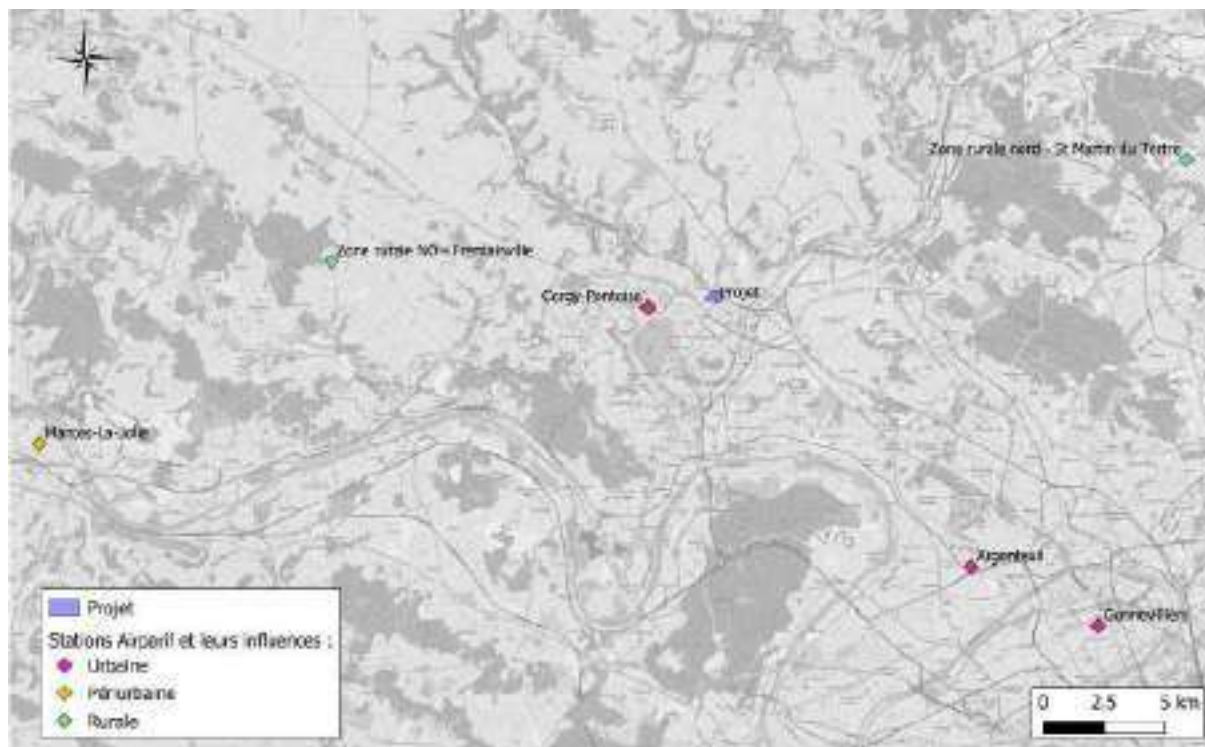 Zone rurale nord - St Martin du Tertre
Zone rurale NO - Frémainville
Cergy-Pontoise
Projet
Mantes-La-Jolie
Argenteuil
Gennevilliers
Projet
Stations Airparif et leurs influences :
Urbaine
Périurbaine
Rurale
0 2.5 5 km